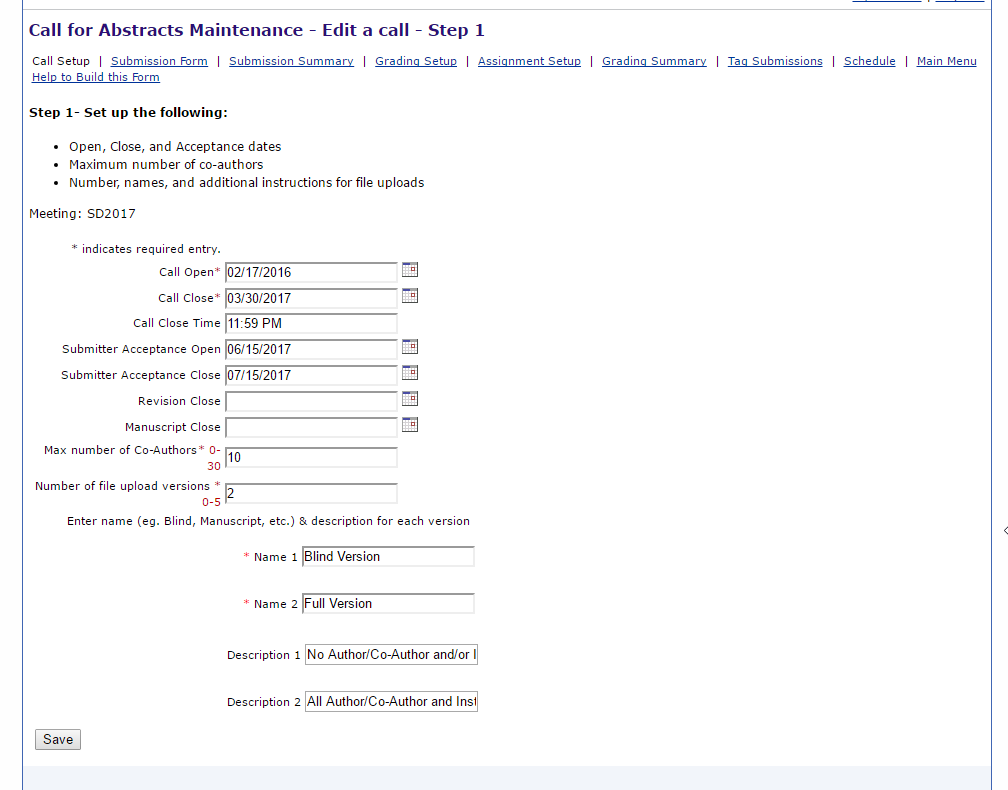 Call for Abstracts Maintenance - Edit a call - Step 1
Call Setup | Submission Form | Submission Summary | Grading Setup | Assignment Setup | Grading Summary | Tag Submissions | Schedule | Main Menu
Help to Build this Form
Step 1- Set up the following:
• Open, Close, and Acceptance dates
• Maximum number of co-authors
• Number, names, and additional instructions for file uploads
Meeting: SD2017
* indicates required entry.
Call Open* 02/17/2016
Call Close* 03/30/2017
Call Close Time 11:59 PM
Submitter Acceptance Open 06/15/2017
Submitter Acceptance Close 07/15/2017
Revision Close
Manuscript Close
Max number of Co-Authors* 0-
30 10
Number of file upload versions *
0-5 2
Enter name (eg. Blind, Manuscript, etc.) & description for each version
* Name 1 Blind Version
* Name 2 Full Version
Description 1 No Author/Co-Author and/or
Description 2 All Author/Co-Author and Inst
Save